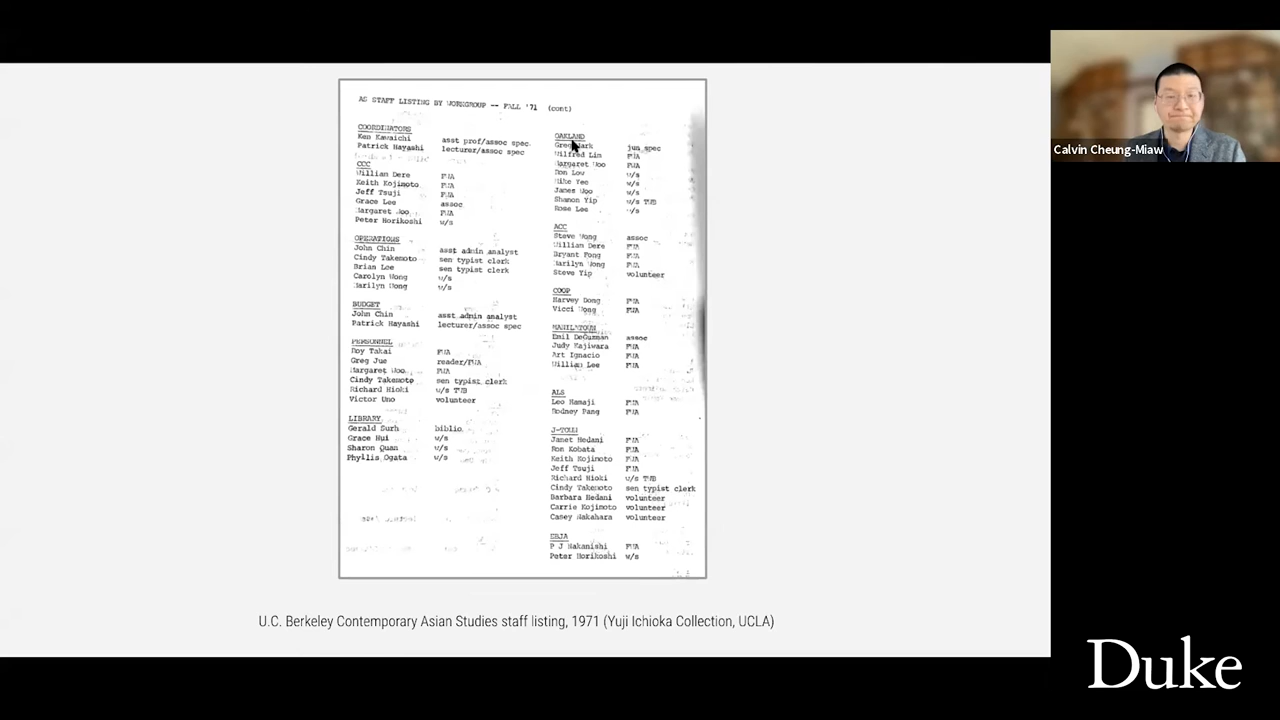 AS STAFF LISTING BY WORKGROUP -- FALL '71 (cont)
COORDINATORS
Ken Kawaichi asst prof/assoc spec
Patrick Hayashi lecturer/assoc spec
CCC
William Dere FWA
Keith Kojimoto FWA
Jeff Tsuji FWA
Grace Lee assoc
Margaret Woo FWA
Peter Horikoshi w/s
OPERATIONS
John Chin asst admin analyst
Cindy Takemoto sen typist clerk
Brian Lee sen typist clerk
Carolyn Wong w/s
Marilyn Wong w/s
BUDGET
John Chin asst admin analyst
Patrick Hayashi lecturer/assoc spec
PERSONNEL
Roy Takai FWA
Greg Jue reader/FWA
Margaret Woo FWA
Cindy Takemoto sen typist clerk
Richard Hioki w/s TUB
Victor Uno volunteer
LIBRARY
Gerald Surh biblio
Grace Hui w/s
Sharon Quan w/s
Phyllis Ogata w/s
OAKLAND
Greg Mark jun spec
Wilfred Lim FWA
Margaret Woo FWA
Don Low w/s
Mike Yee w/s
Janes Woo w/s
Shanon Yip w/s TUB
Rose Lee w/s
ACC
Steve Wong assoc
William Dere FWA
Bryant Fong FWA
Marilyn Wong FWA
Steve Yip volunteer
COOP
Harvey Dong FWA
Vicci Wong FWA
MANILATOWN
Emil DeGuzman assoc
Judy Kajiwara FWA
Art Ignacio FWA
William Lee FWA
ALS
Leo Hamaji FWA
Rodney Pang FWA
J-TOWN
Janet Hedani FWA
Ron Kobata FWA
Keith Kojimoto FWA
Jeff Tsuji FWA
Richard Hioki w/s TUB
Cindy Takemoto sen typist clerk
Barbara Hedani volunteer
Carrie Kojimoto volunteer
Casey Nakahara volunteer
EBJA
P J Nakanishi FWA
Peter Horikoshi w/s
U.C. Berkeley Contemporary Asian Studies staff listing, 1971 (Yuji Ichioka Collection, UCLA)
Calvin Cheung-Miaw
Duke